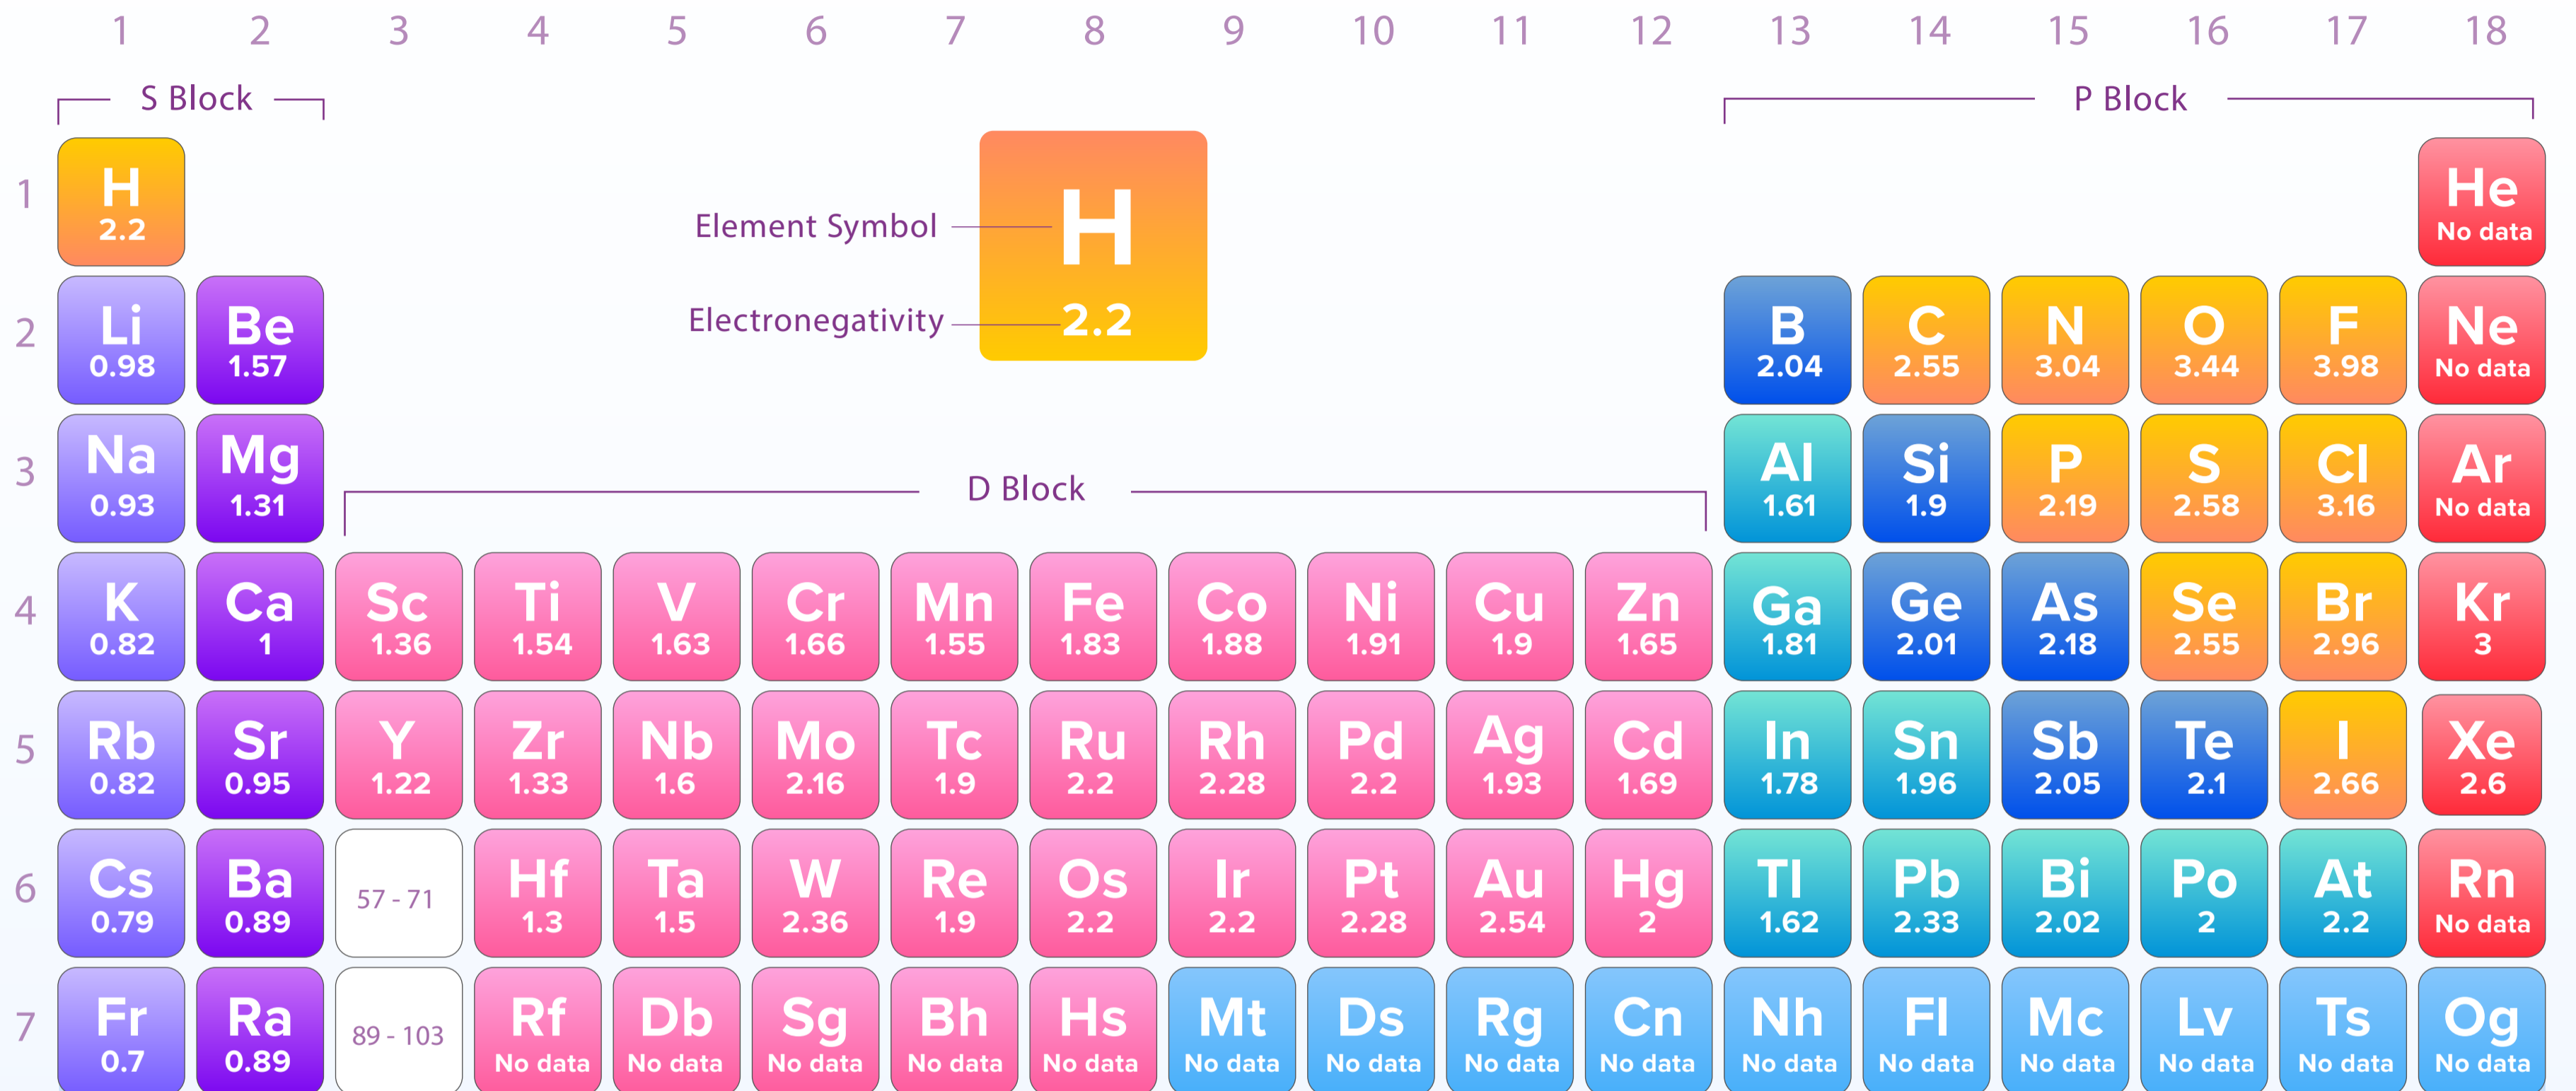 1 2 3 4 5 6 7 8 9 10 11 12 13 14 15 16 17 18
S Block P Block
1 H He
2.2 No data
Element Symbol H
Electronegativity 2.2
2 Li Be B C N O F Ne
0.98 1.57 2.04 2.55 3.04 3.44 3.98 No data
3 Na Mg Al Si P S Cl Ar
0.93 1.31 1.61 1.9 2.19 2.58 3.16 No data
D Block
4 K Ca Sc Ti V Cr Mn Fe Co Ni Cu Zn Ga Ge As Se Br Kr
0.82 1 1.36 1.54 1.63 1.66 1.55 1.83 1.88 1.91 1.9 1.65 1.81 2.01 2.18 2.55 2.96 3
5 Rb Sr Y Zr Nb Mo Tc Ru Rh Pd Ag Cd In Sn Sb Te I Xe
0.82 0.95 1.22 1.33 1.6 2.16 1.9 2.2 2.28 2.2 1.93 1.69 1.78 1.96 2.05 2.1 2.66 2.6
6 Cs Ba 57 - 71 Hf Ta W Re Os Ir Pt Au Hg Tl Pb Bi Po At Rn
0.79 0.89 1.3 1.5 2.36 1.9 2.2 2.2 2.28 2.54 2 1.62 2.33 2.02 2 2.2 No data
7 Fr Ra 89 - 103 Rf Db Sg Bh Hs Mt Ds Rg Cn Nh Fl Mc Lv Ts Og
0.7 0.89 No data No data No data No data No data No data No data No data No data No data No data No data No data No data No data